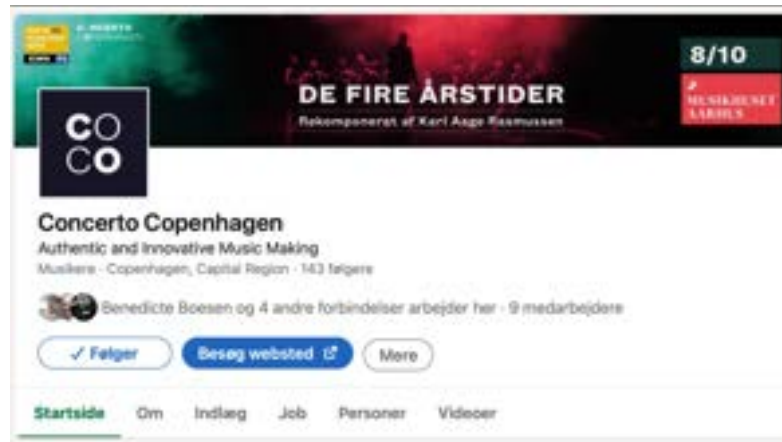 8/10
DE FIRE ÅRSTIDER
Rekomponeret af Karl Aage Rasmussen
MUSIKHUSET
AARHUS
CO
CO
Concerto Copenhagen
Authentic and Innovative Music Making
Musikere · Copenhagen, Capital Region · 143 følgere
Benedicte Boesen og 4 andre forbindelser arbejder her · 9 medarbejdere
✓ Følger
Besøg websted
Mere
Startside Om Indlæg Job Personer Videoer